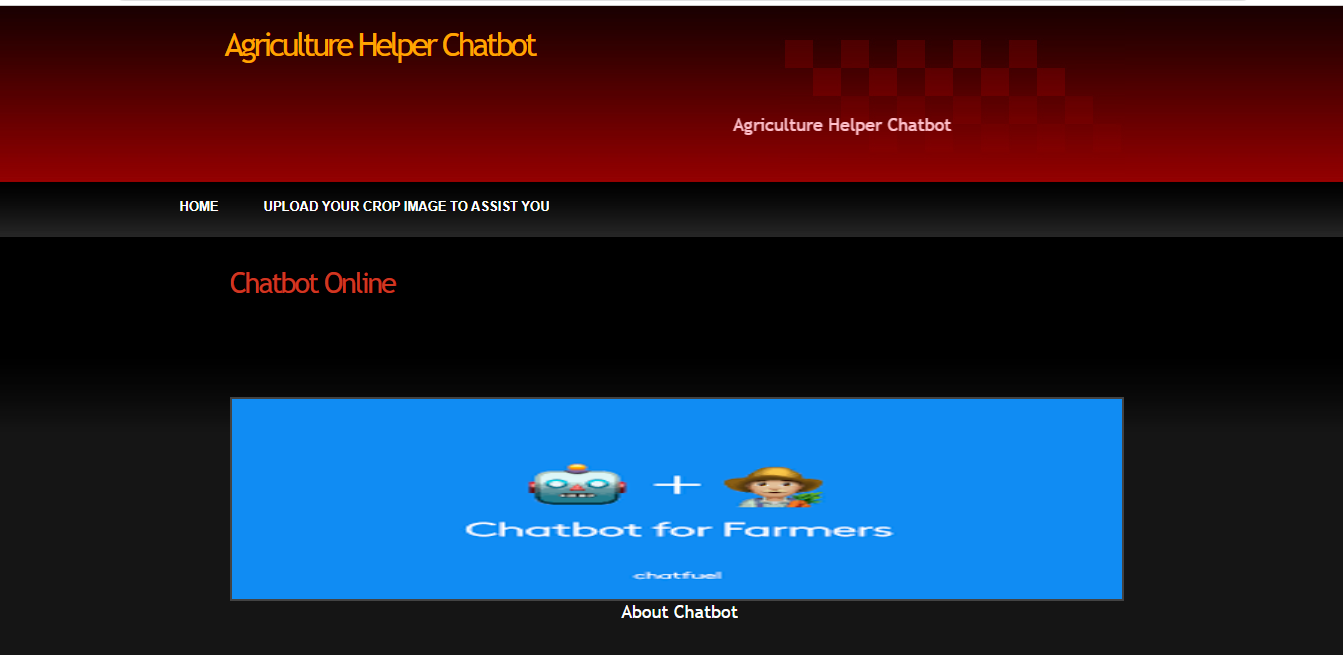 Agriculture Helper Chatbot
Agriculture Helper Chatbot
HOME
UPLOAD YOUR CROP IMAGE TO ASSIST YOU
Chatbot Online
Chatbot for Farmers
chatfuel
About Chatbot